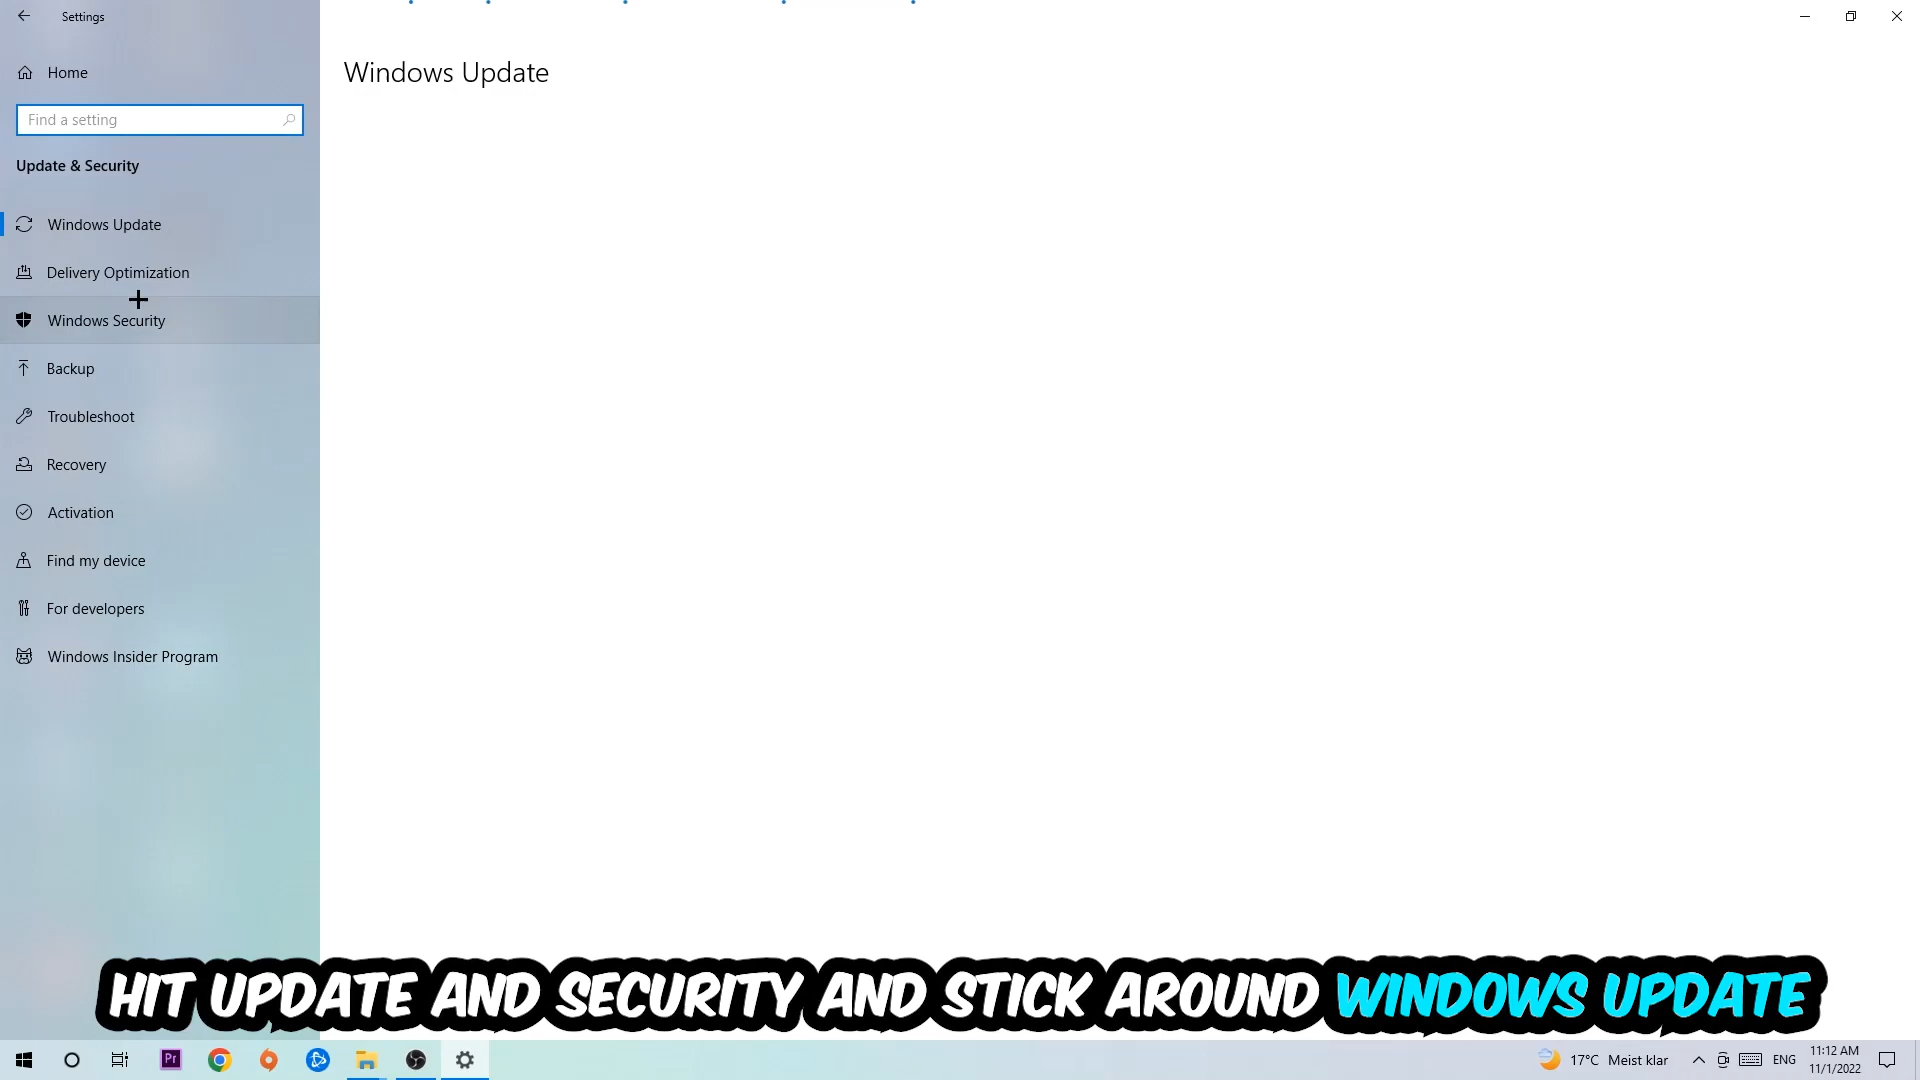 Settings
Home
Find a setting
Update & Security
Windows Update
Delivery Optimization
Windows Security
Backup
Troubleshoot
Recovery
Activation
Find my device
For developers
Windows Insider Program
Windows Update
HIT UPDATE AND SECURITY AND STICK AROUND WINDOWS UPDATE
Pr
17°C Meist klar
ENG
11:12 AM
11/1/2022